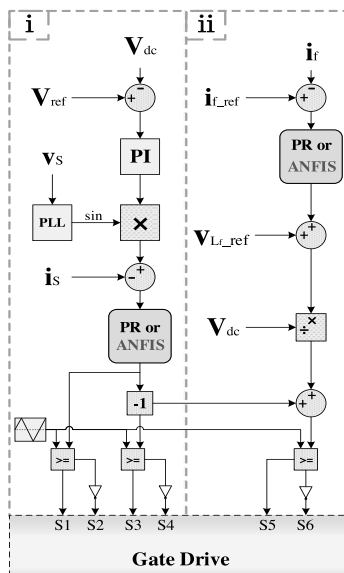 i
ii
V_dc
i_f
V_ref
i_f_ref
PI
PR or
ANFIS
v_S
PLL
sin
×
v_Lf_ref
i_S
V_dc
×
÷
PR or
ANFIS
-1
>=
>=
>=
S1
S2
S3
S4
S5
S6
Gate Drive